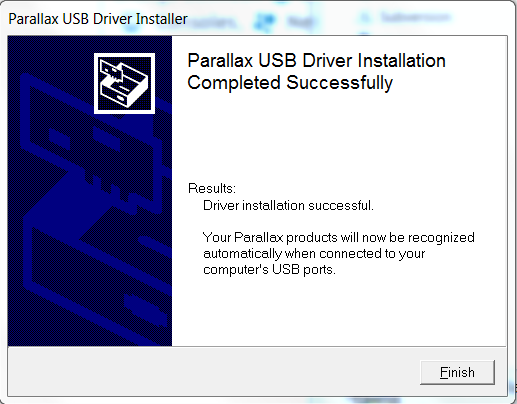 Parallax USB Driver Installer
Parallax USB Driver Installation
Completed Successfully
Results:
Driver installation successful.
Your Parallax products will now be recognized
automatically when connected to your
computer's USB ports.
Finish